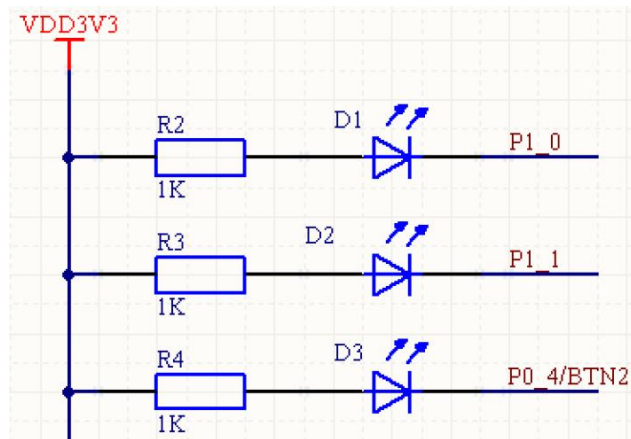 VDD3V3
R2
D1
P1_0
1K
R3
D2
P1_1
1K
R4
D3
P0_4/BTN2
1K